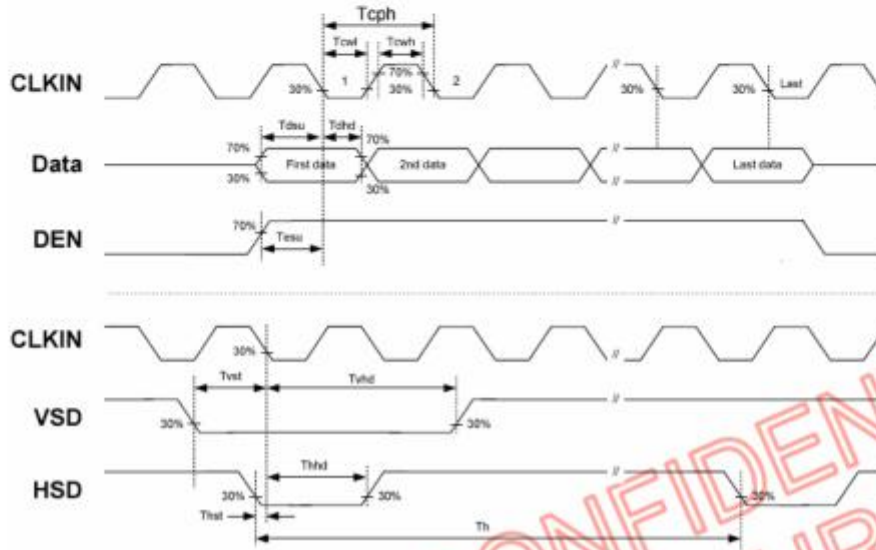 Tcph
Tcwl Tcwh
CLKIN 30% 1 70% 30% 2 30% 30% Last
Tdsu Tdhd
70% 70%
Data First data 2nd data Last data
30% 30%
DEN 70%
Tesu
CLKIN
30%
Tvst Tvhd
VSD
30% 30%
Thhd
HSD 30% 30% 30%
Thst
Th